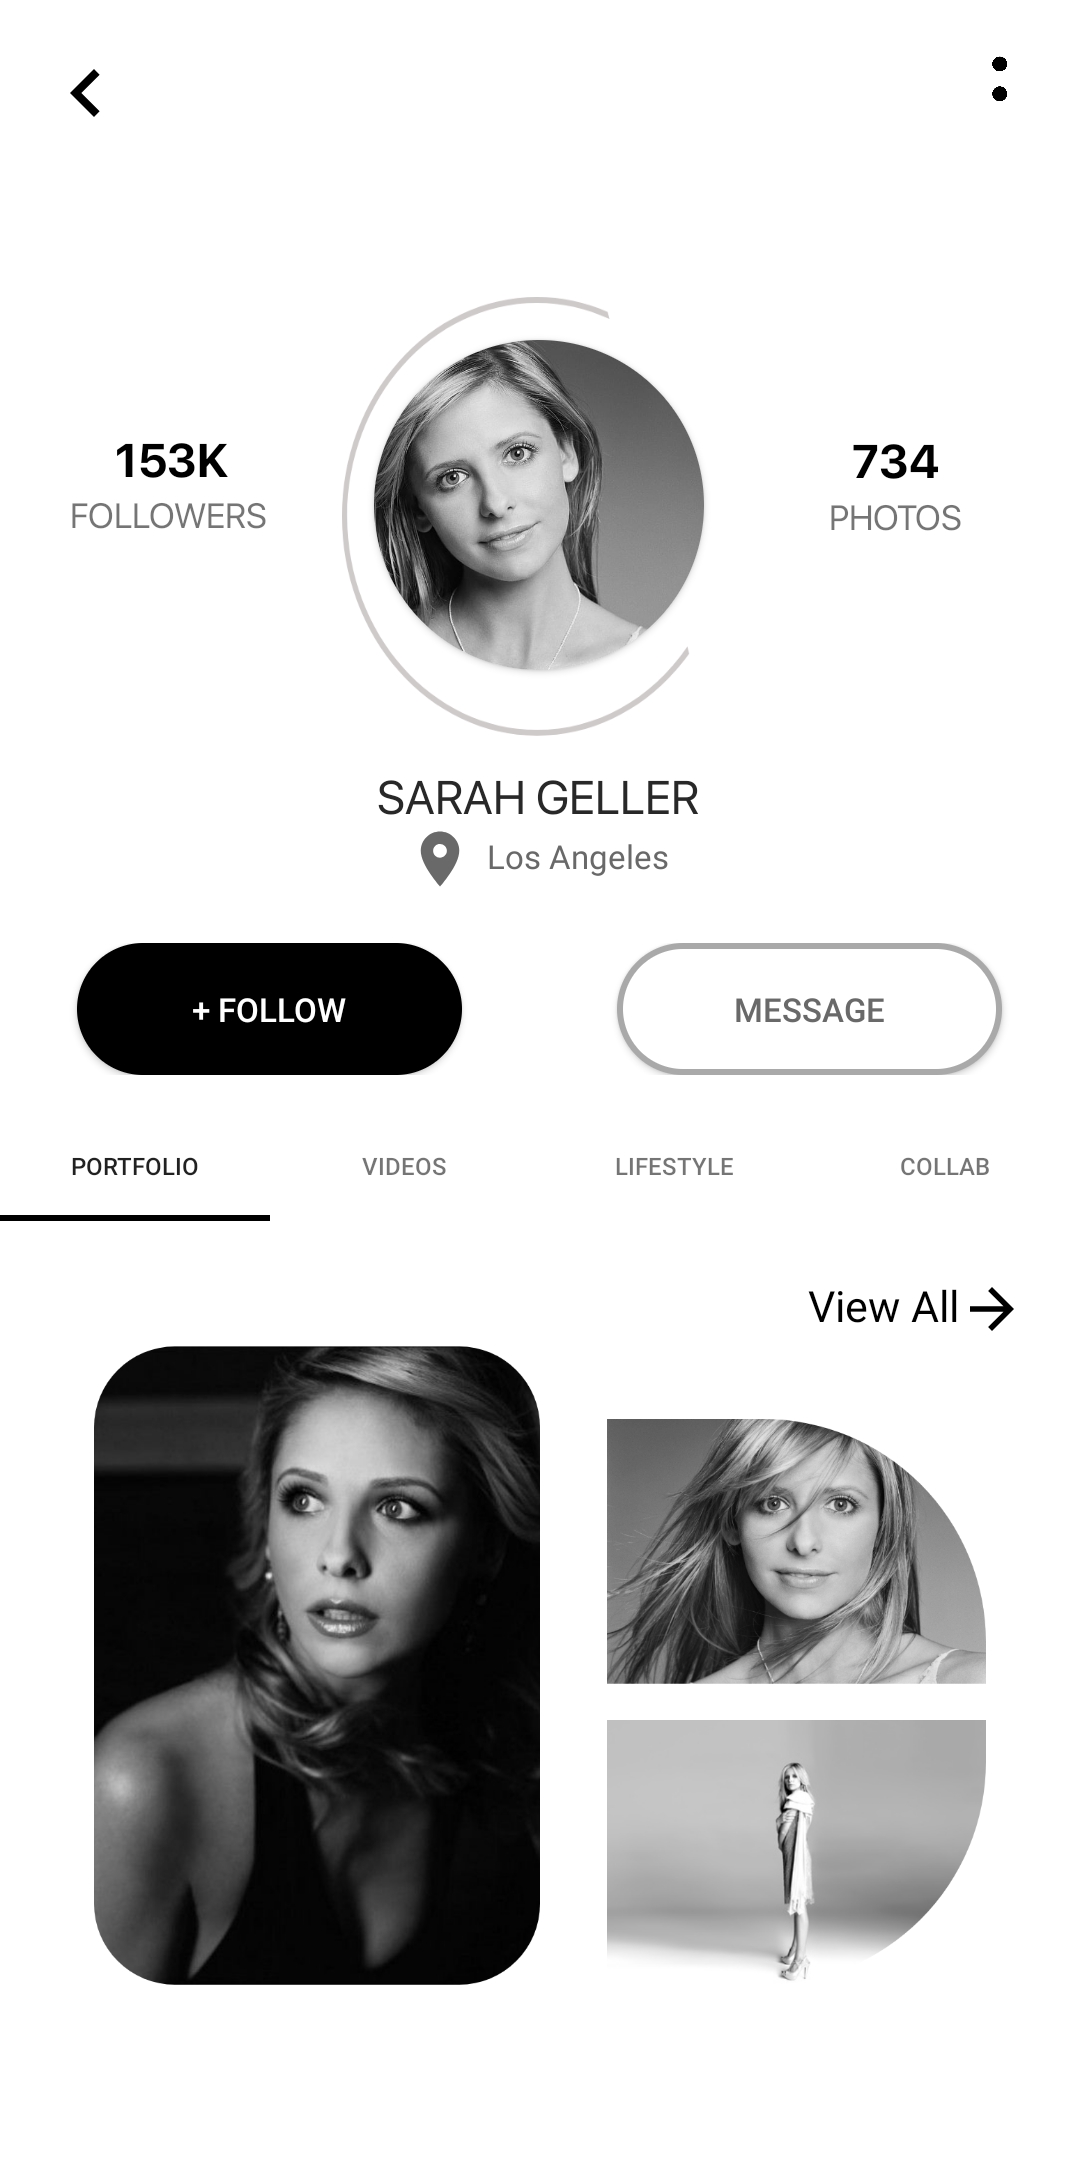 153K
FOLLOWERS
734
PHOTOS
SARAH GELLER
Los Angeles
+ FOLLOW
MESSAGE
PORTFOLIO
VIDEOS
LIFESTYLE
COLLAB
View All